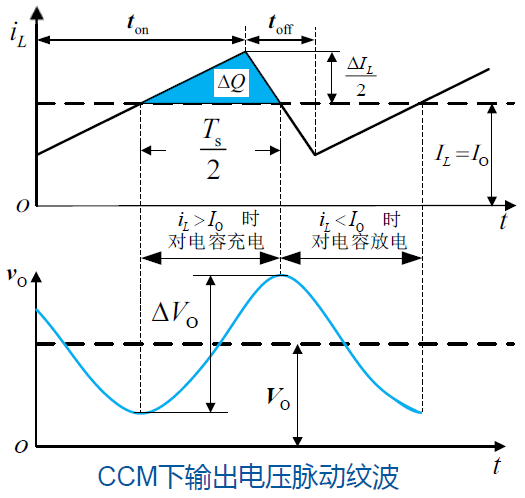 t_on t_off
i_L
ΔI_L/2
ΔQ
T_s/2
I_L=I_O
O t
i_L>I_O 时 i_L<I_O 时
对电容充电 对电容放电
v_O
ΔV_O
V_O
O t
CCM下输出电压脉动纹波